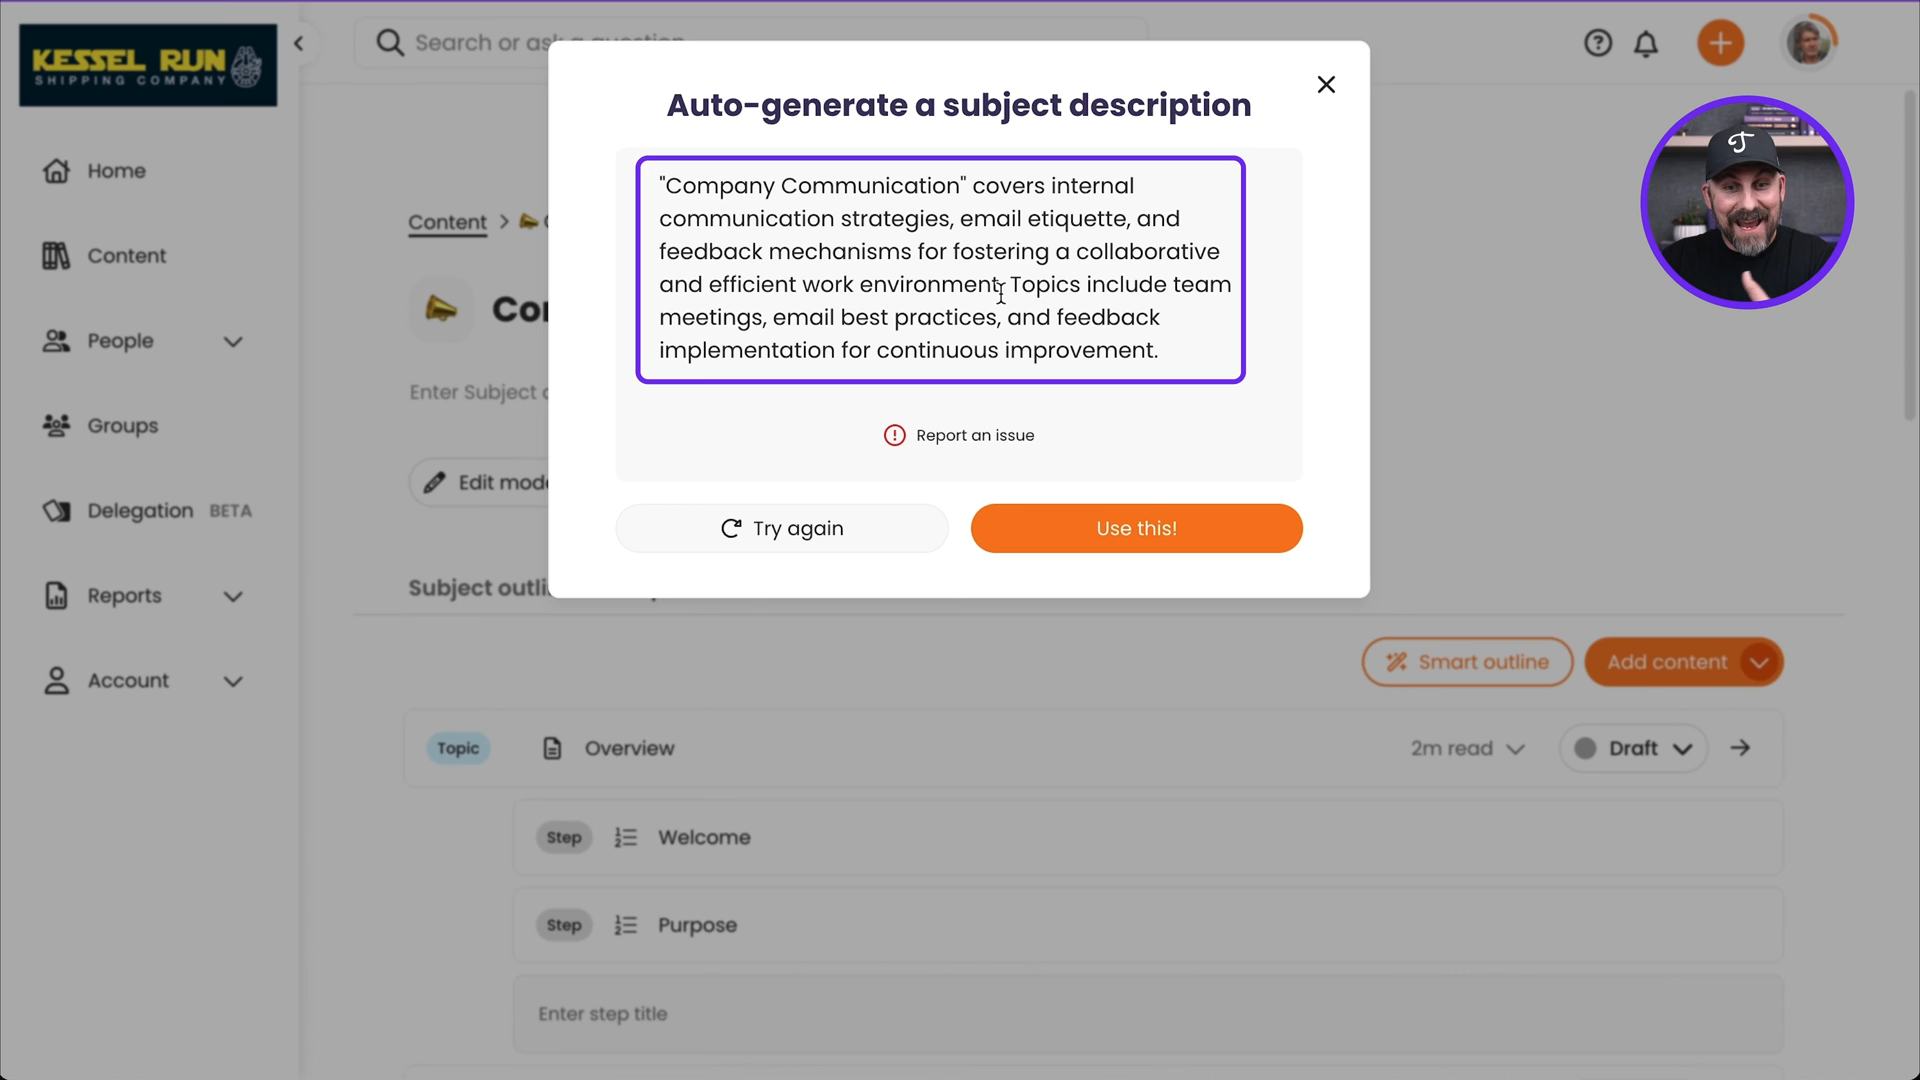 KESSEL RUN
SHIPPING COMPANY
Search or ask a question
Home
Content
People
Groups
Delegation BETA
Reports
Account
Content
Enter Subject
Edit mode
Subject
Auto-generate a subject description
"Company Communication" covers internal
communication strategies, email etiquette, and
feedback mechanisms for fostering a collaborative
and efficient work environment. Topics include team
meetings, email best practices, and feedback
implementation for continuous improvement.
Report an issue
Try again
Use this!
Smart outline
Add content
Topic Overview 2m read Draft
Step Welcome
Step Purpose
Enter step title